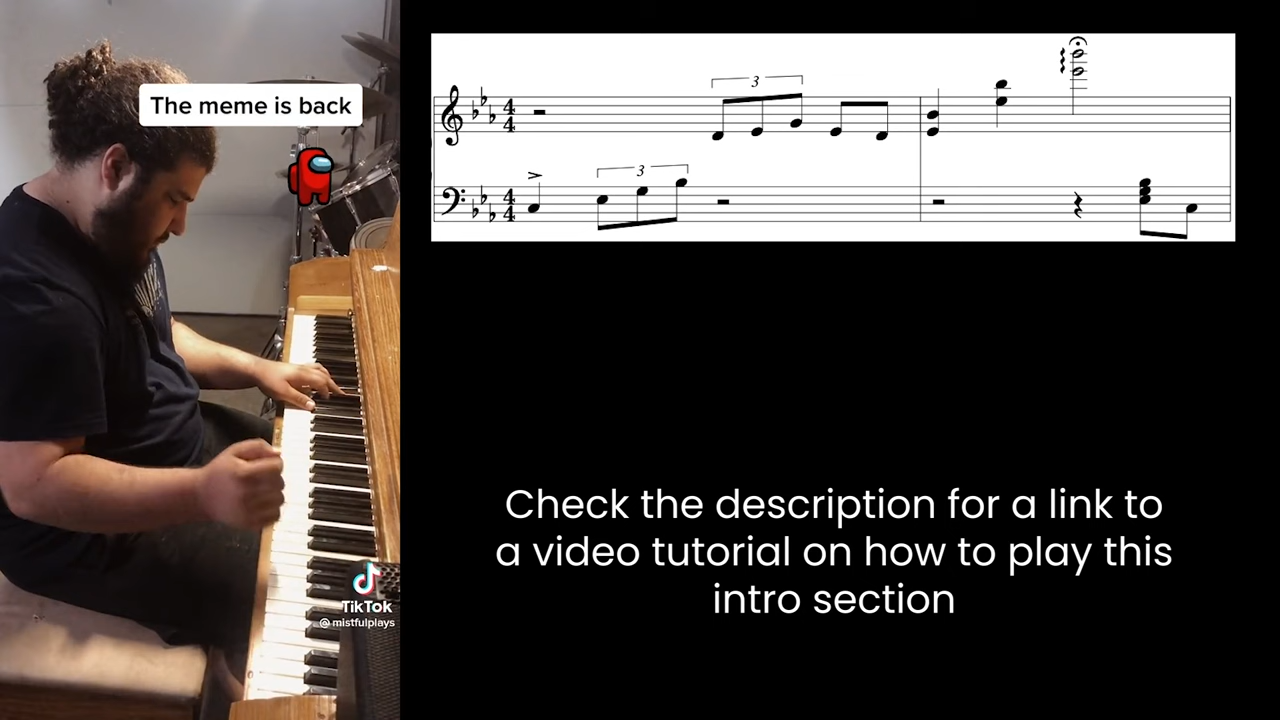 The meme is back
3
3
Check the description for a link to
a video tutorial on how to play this
intro section
TikTok
@mistfulplays